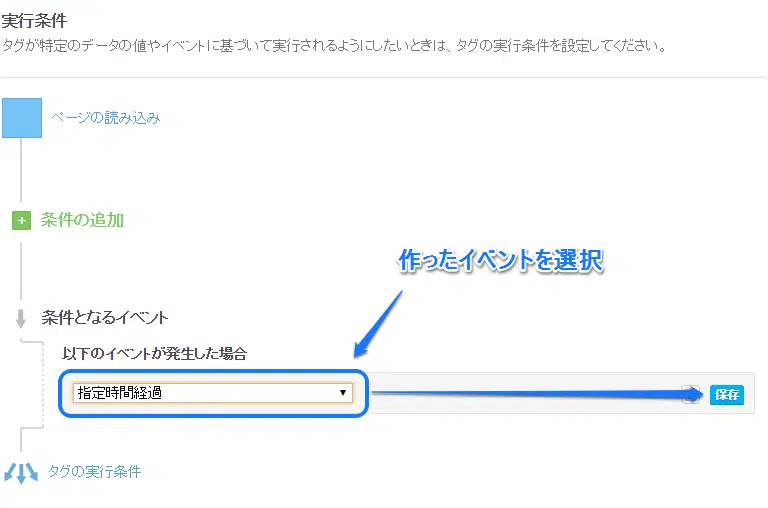 実行条件
タグが特定のデータの値やイベントに基づいて実行されるようにしたいときは、タグの実行条件を設定してください。
ページの読み込み
条件の追加
作ったイベントを選択
条件となるイベント
以下のイベントが発生した場合
指定時間経過
保存
タグの実行条件